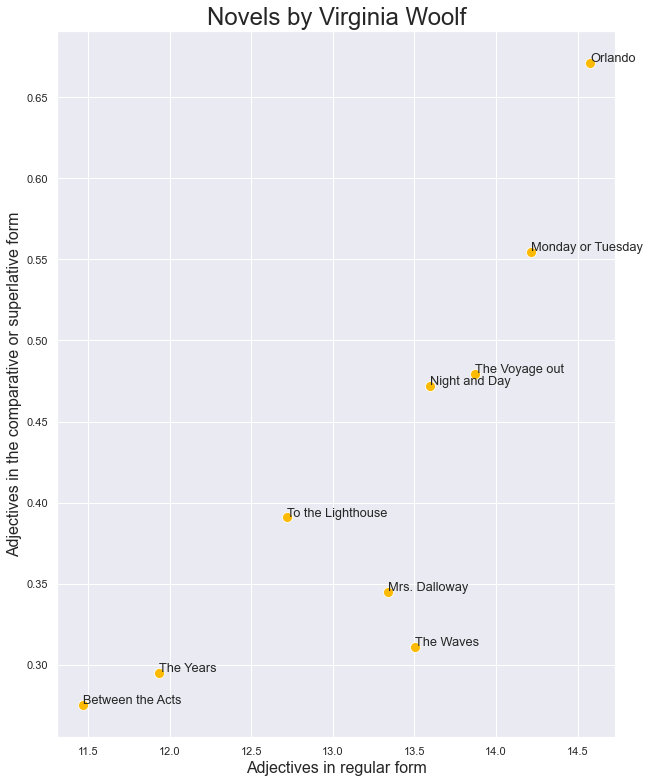 Novels by Virginia Woolf
Orlando
0.65
0.60
Monday or Tuesday
0.55
0.50
The Voyage out
Night and Day
0.45
0.40
To the Lighthouse
0.35
Mrs. Dalloway
The Waves
0.30
The Years
Between the Acts
Adjectives in the comparative or superlative form
11.5 12.0 12.5 13.0 13.5 14.0 14.5
Adjectives in regular form